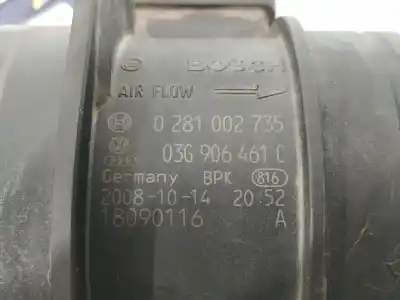 BOSCH
AIR FLOW
0 281 002 735
03G 906 461 C
Germany BPK 816
2008-10-14 20:52
18090116 A